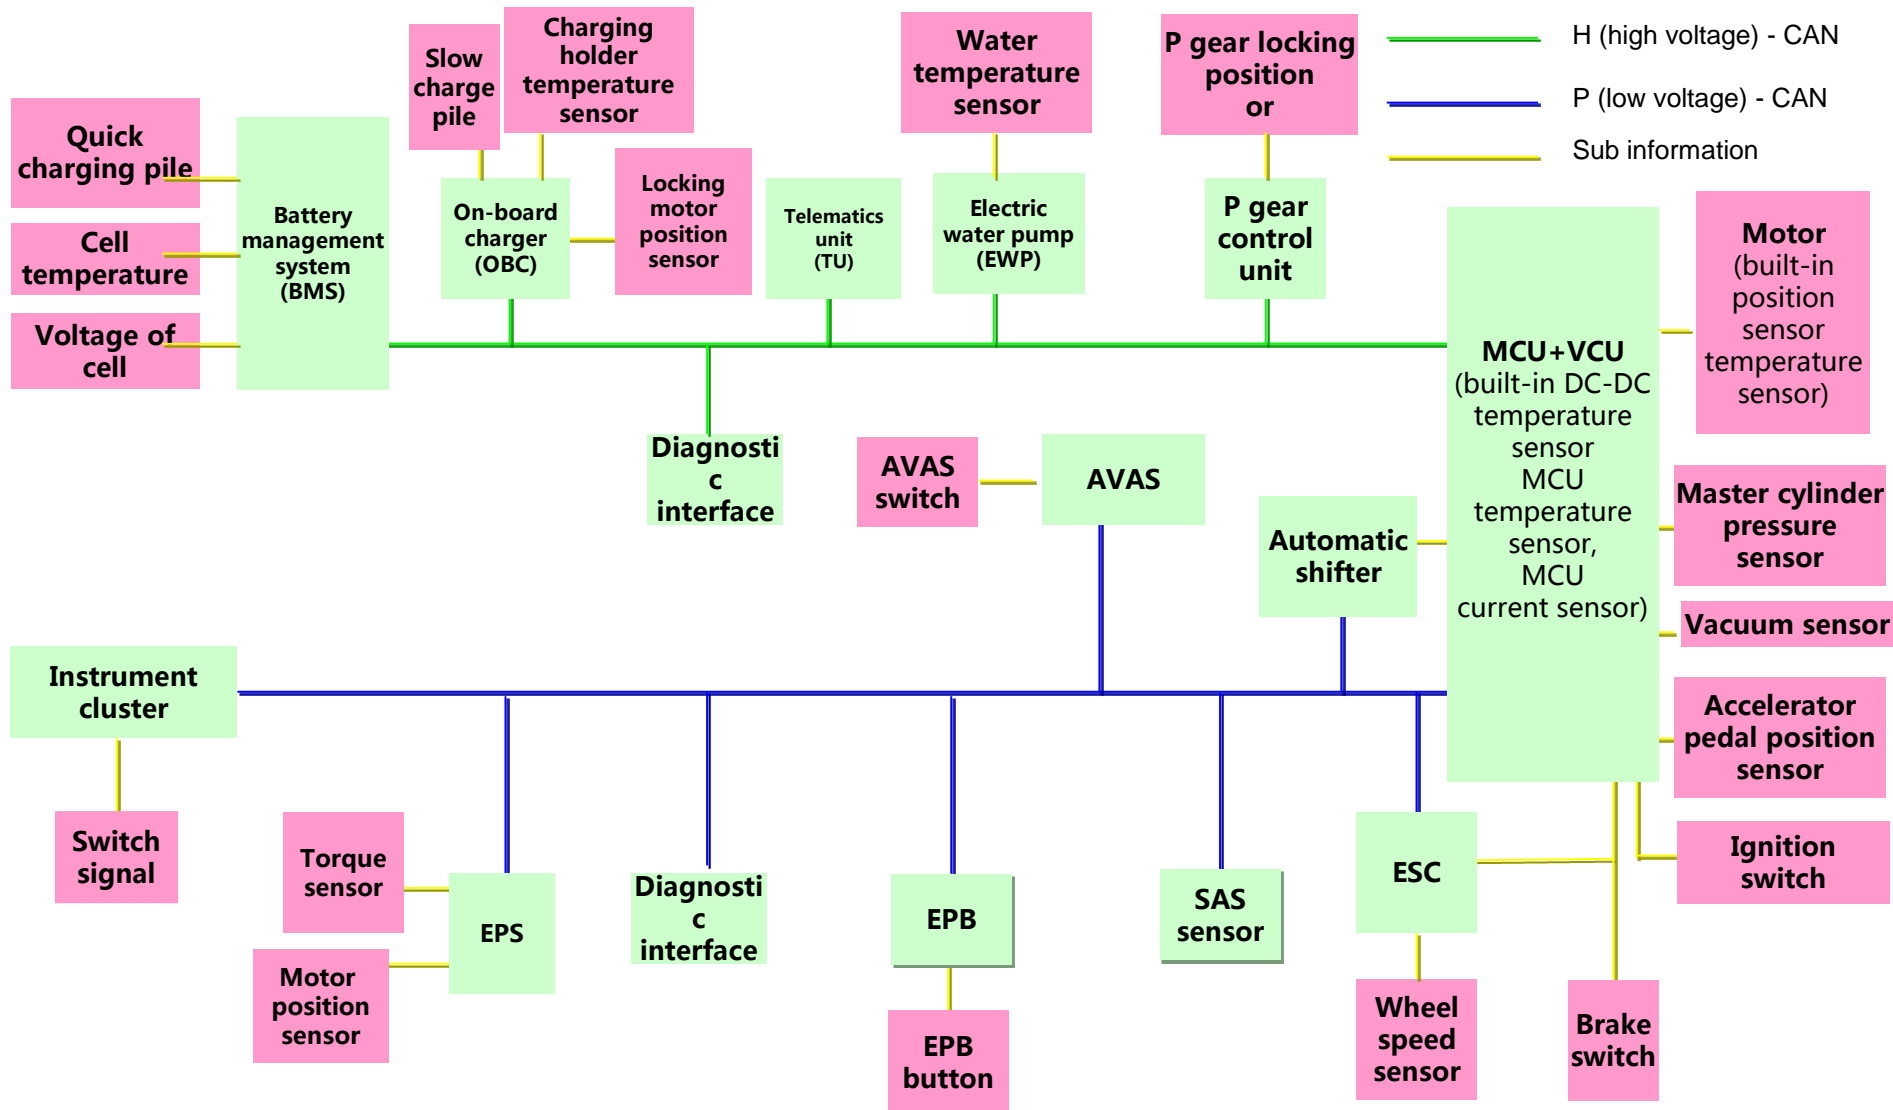 Slow
charge
pile
Charging
holder
temperature
sensor
Water
temperature
sensor
P gear locking
position
or
H (high voltage) - CAN
P (low voltage) - CAN
Sub information
Quick
charging pile
Cell
temperature
Voltage of
cell
Battery
management
system
(BMS)
On-board
charger
(OBC)
Locking
motor
position
sensor
Telematics
unit
(TU)
Electric
water pump
(EWP)
P gear
control
unit
MCU+VCU
(built-in DC-DC
temperature
sensor
MCU
temperature
sensor,
MCU
current sensor)
Motor
(built-in
position
sensor
temperature
sensor)
Diagnosti
c
interface
AVAS
switch
AVAS
Automatic
shifter
Master cylinder
pressure
sensor
Vacuum sensor
Accelerator
pedal position
sensor
Ignition
switch
Instrument
cluster
Switch
signal
Torque
sensor
Motor
position
sensor
EPS
Diagnosti
c
interface
EPB
EPB
button
SAS
sensor
ESC
Wheel
speed
sensor
Brake
switch